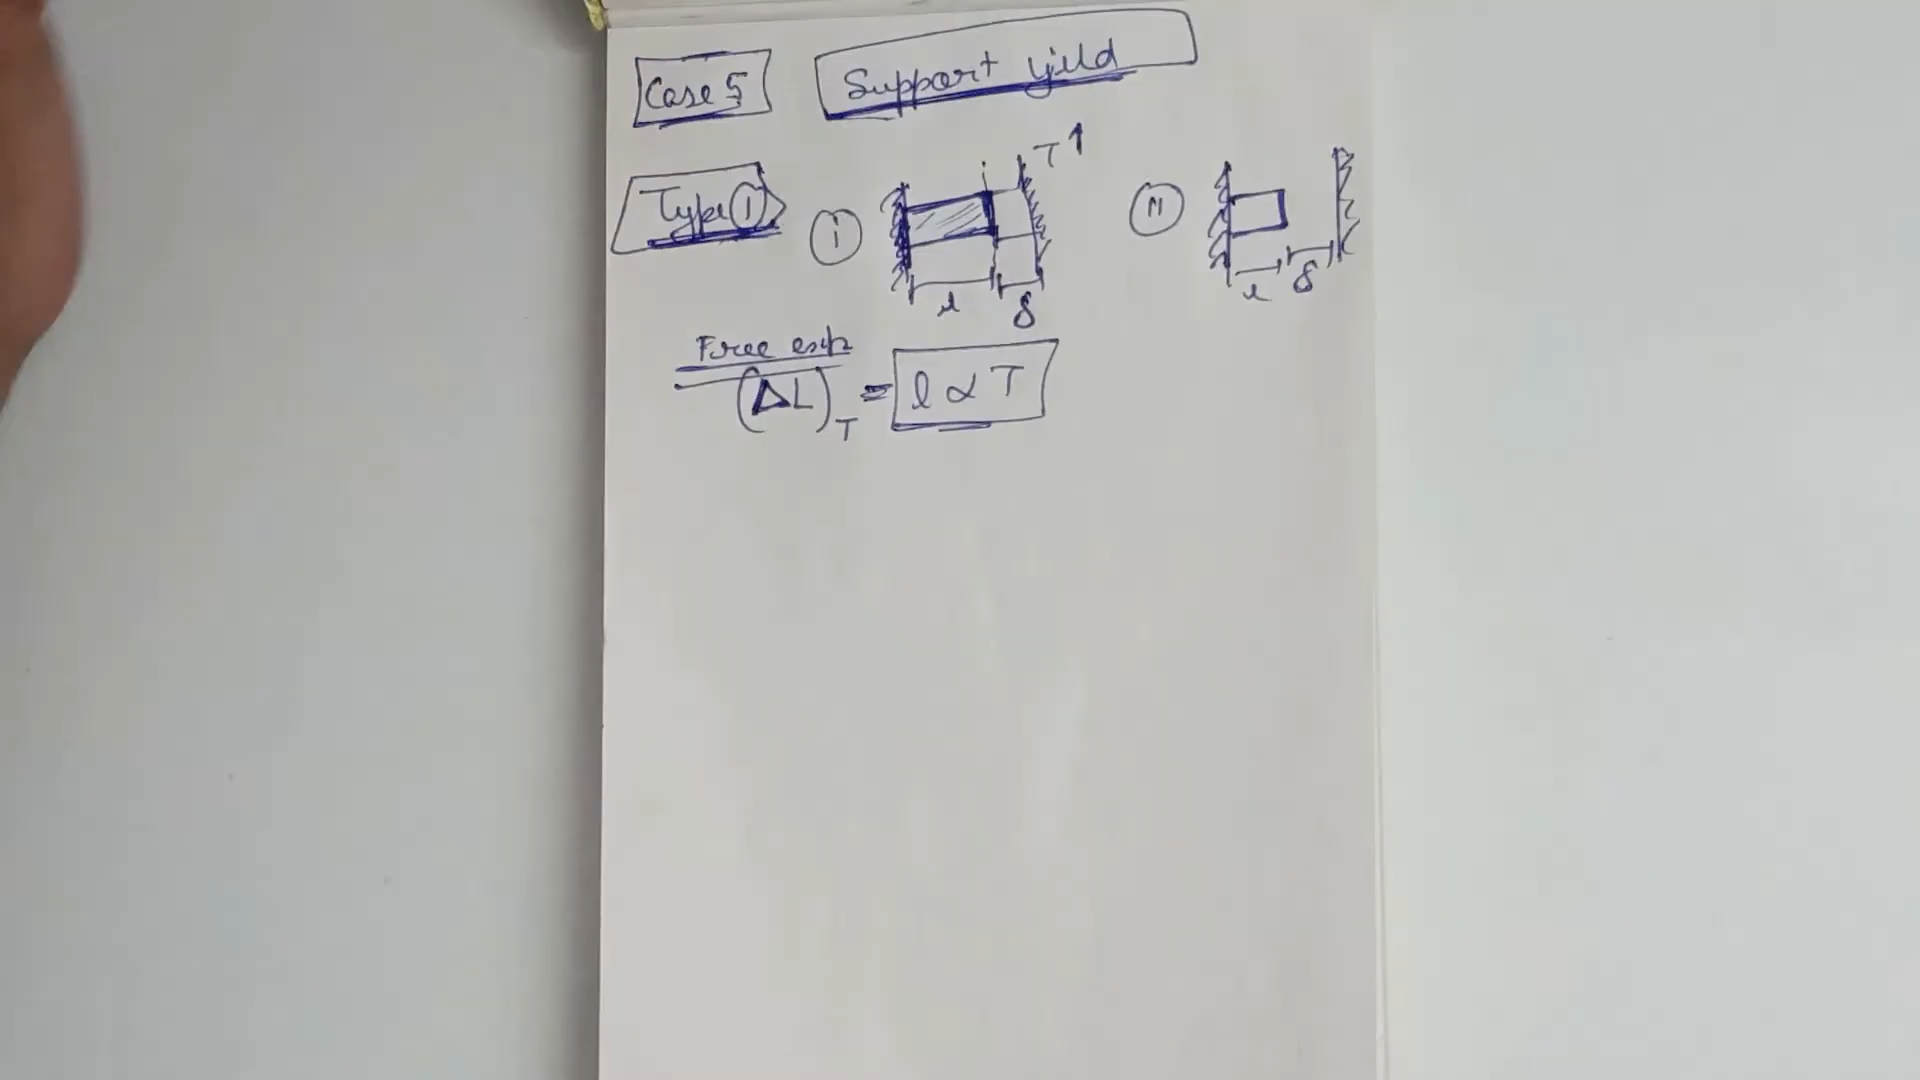 Case 5 Support yield
Type ① ⓘ T↑ ⓘⓘ
l δ l δ
Free exp
(ΔL)T = l α T